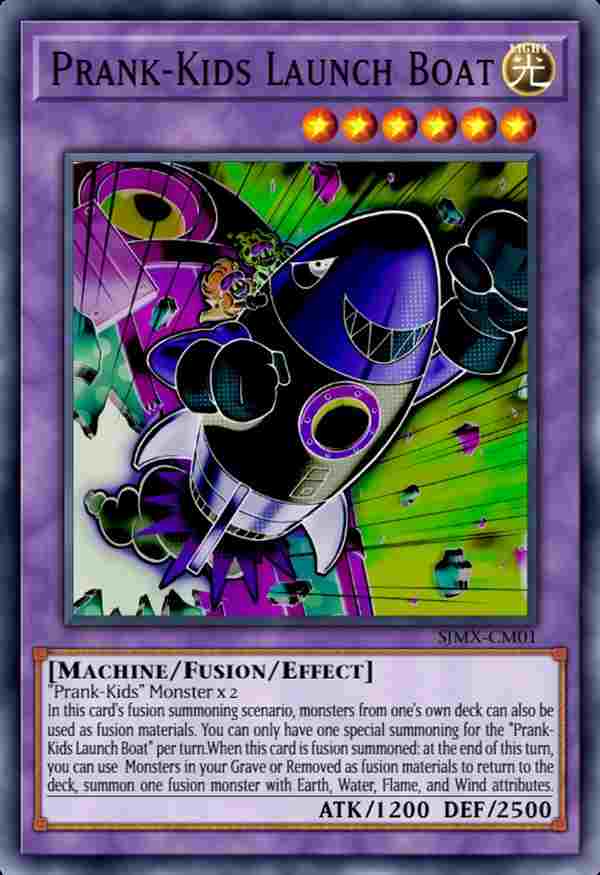 PRANK-KIDS LAUNCH BOAT
LIGHT
光
SJMX-CM01
[MACHINE/FUSION/EFFECT]
"Prank-Kids" Monster x 2
In this card's fusion summoning scenario, monsters from one's own deck can also be
used as fusion materials. You can only have one special summoning for the "Prank-
Kids Launch Boat" per turn.When this card is fusion summoned: at the end of this turn,
you can use Monsters in your Grave or Removed as fusion materials to return to the
deck, summon one fusion monster with Earth, Water, Flame, and Wind attributes.
ATK/1200 DEF/2500